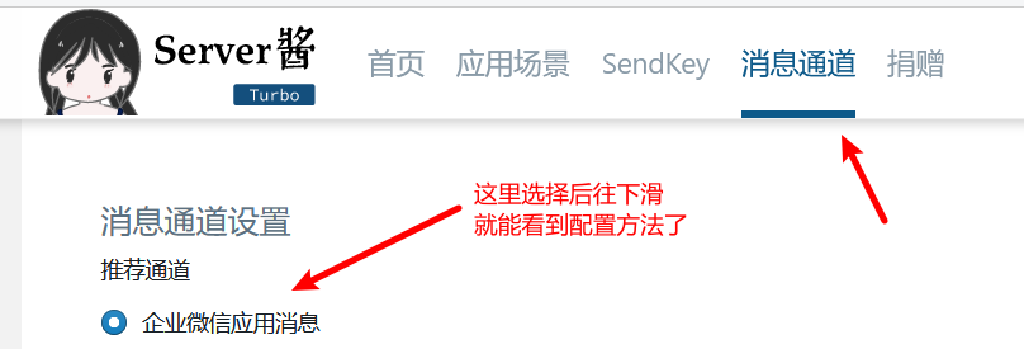 Server酱
Turbo
首页 应用场景 SendKey 消息通道 捐赠
这里选择后往下滑
就能看到配置方法了
消息通道设置
推荐通道
企业微信应用消息